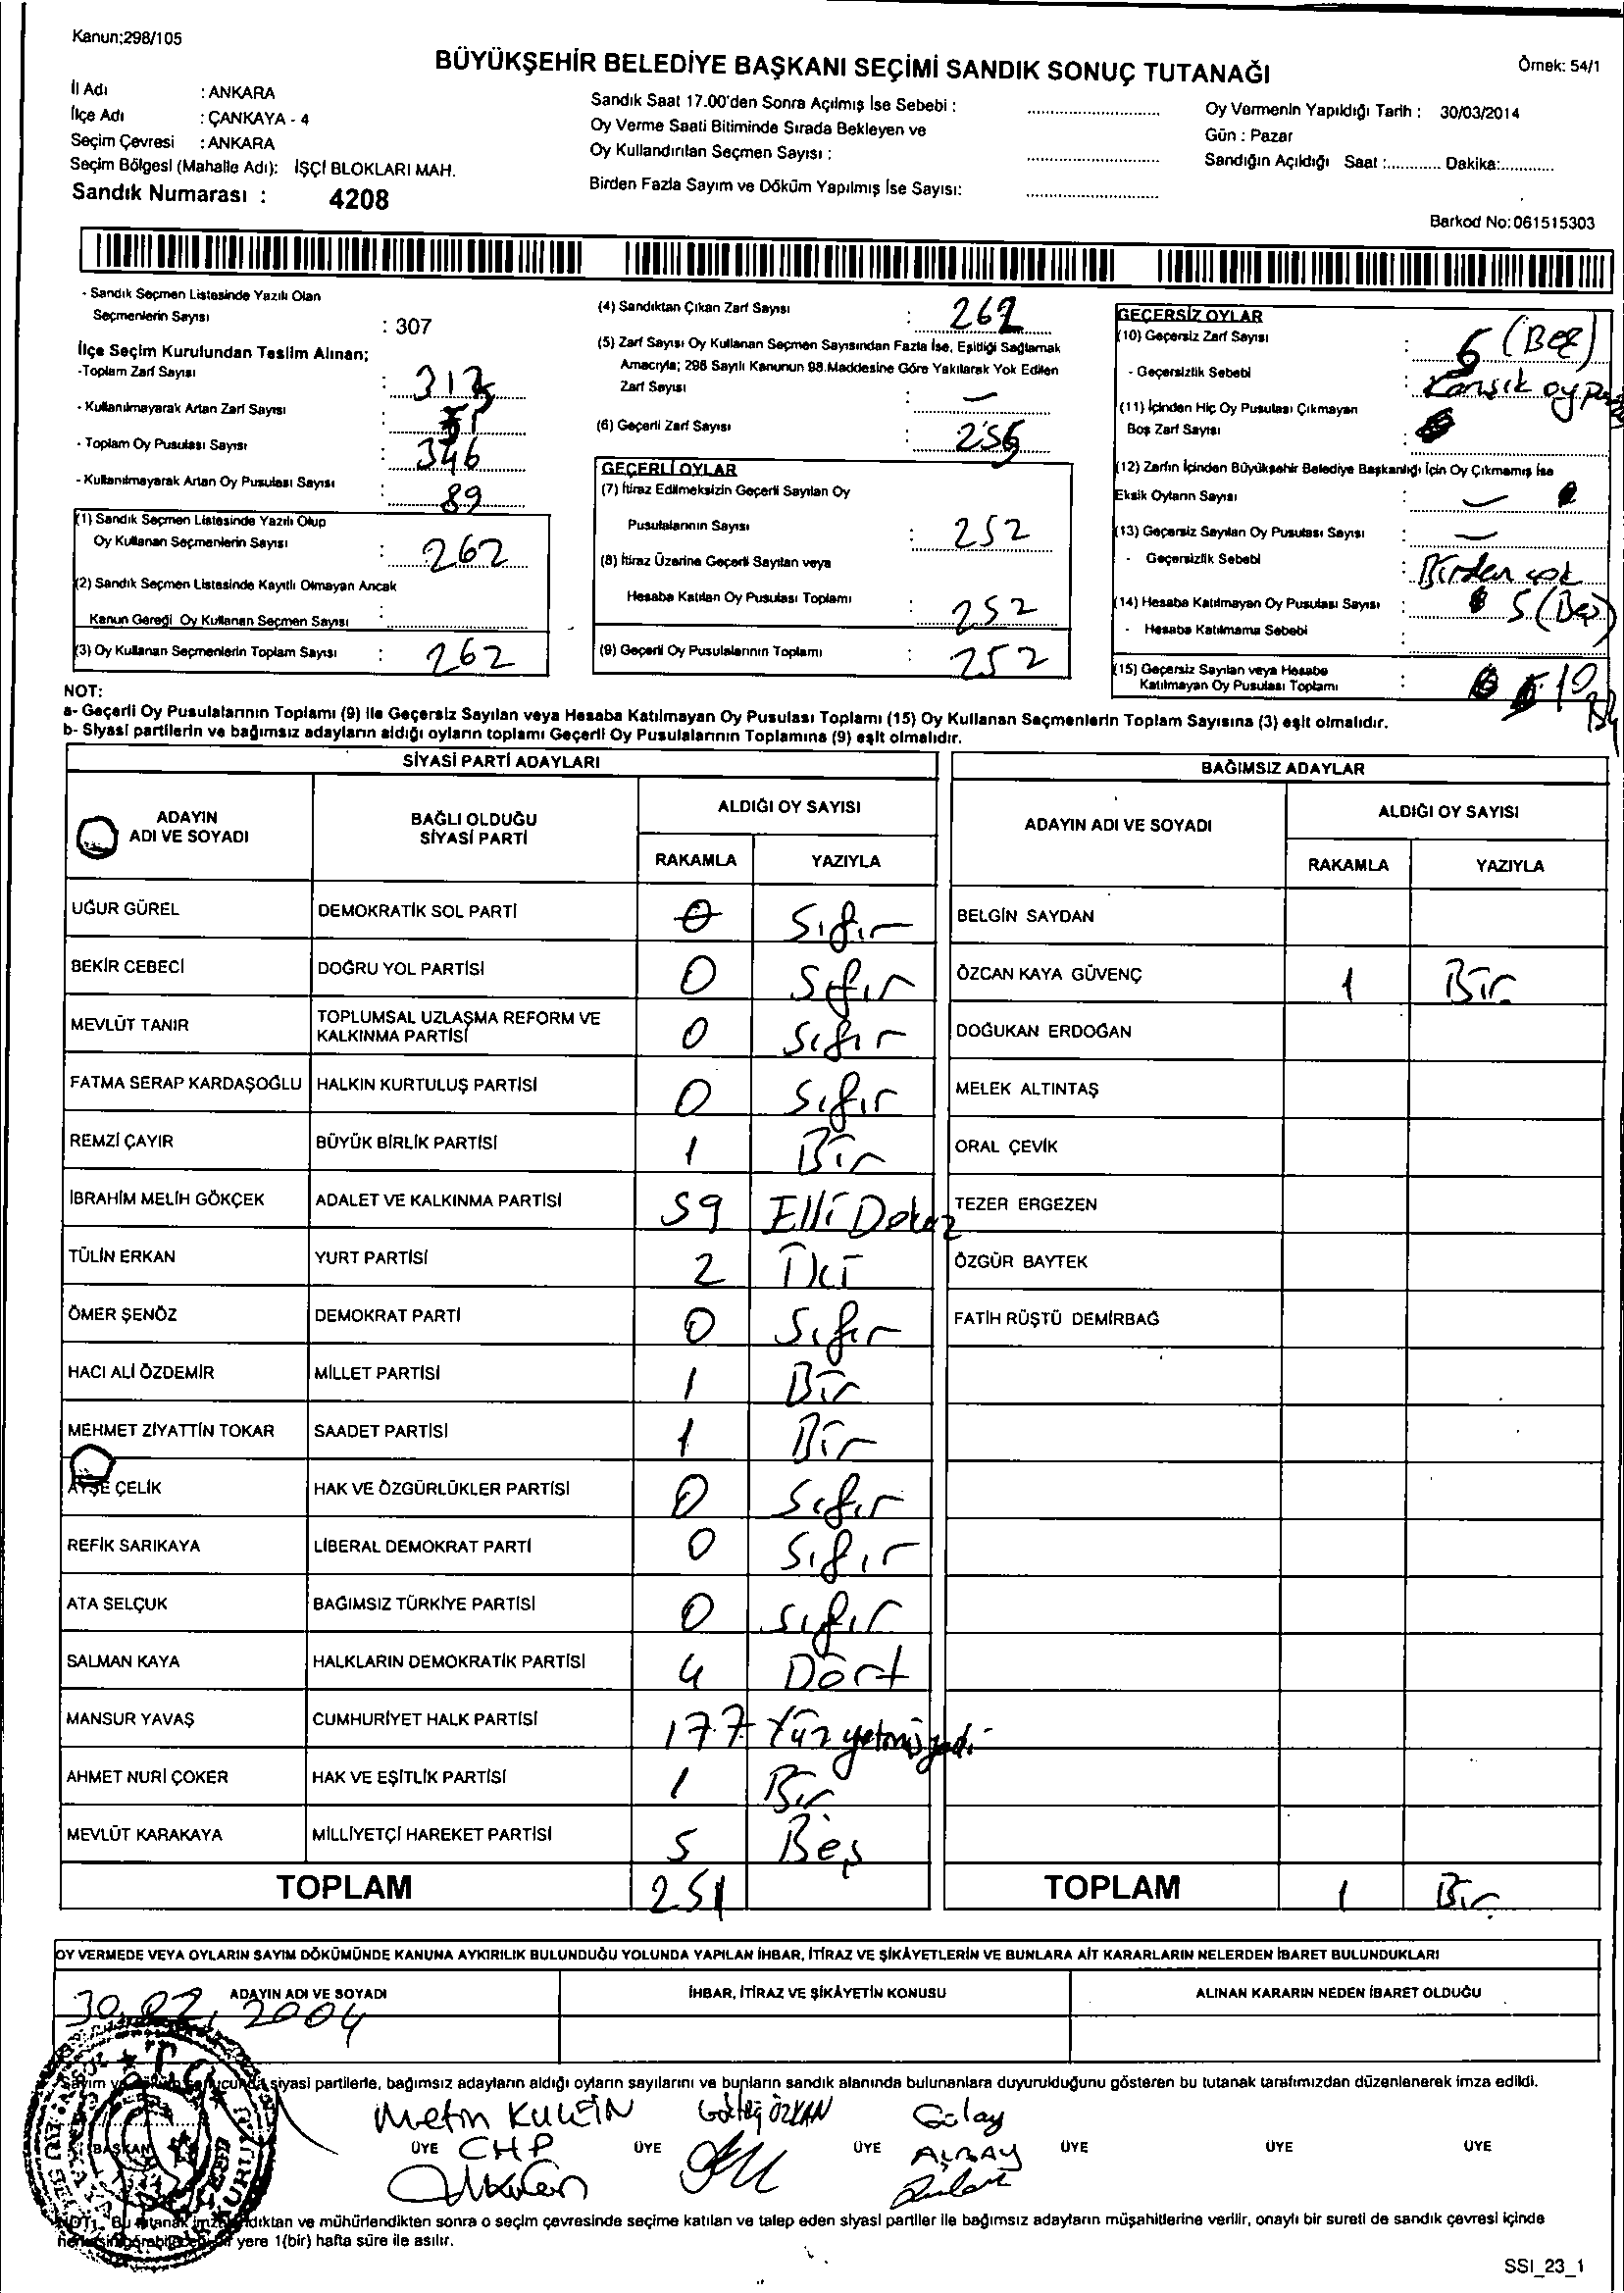 Kanun;298/105
BÜYÜKŞEHİR BELEDİYE BAŞKANI SEÇİMİ SANDIK SONUÇ TUTANAĞI
Örnek: 54/1
İl Adı : ANKARA
İlçe Adı : ÇANKAYA - 4
Seçim Çevresi : ANKARA
Seçim Bölgesi (Mahalle Adı): İŞÇİ BLOKLARI MAH.
Sandık Numarası : 4208
Sandık Saat 17.00'den Sonra Açılmış İse Sebebi :
Oy Verme Saati Bitiminde Sırada Bekleyen ve
Oy Kullandırılan Seçmen Sayısı :
Birden Fazla Sayım ve Döküm Yapılmış İse Sayısı:
Oy Vermenin Yapıldığı Tarih : 30/03/2014
Gün : Pazar
Sandığın Açıldığı Saat :............ Dakika:............
Barkod No:061515303
- Sandık Seçmen Listesinde Yazılı Olan
Seçmenlerin Sayısı : 307
İlçe Seçim Kurulundan Teslim Alınan;
-Toplam Zarf Sayısı :
- Kullanılmayarak Artan Zarf Sayısı :
- Toplam Oy Pusulası Sayısı : 346
- Kullanılmayarak Artan Oy Pusulası Sayısı 89
(1) Sandık Seçmen Listesinde Yazılı Olup
Oy Kullanan Seçmenlerin Sayısı : 262
(2) Sandık Seçmen Listesinde Kayıtlı Olmayan Ancak
Kanun Gereği Oy Kullanan Seçmen Sayısı :
(3) Oy Kullanan Seçmenlerin Toplam Sayısı : 262
(4) Sandıktan Çıkan Zarf Sayısı : 262
(5) Zarf Sayısı Oy Kullanan Seçmen Sayısından Fazla İse, Eşitliği Sağlamak
Amacıyla; 298 Sayılı Kanunun 98.Maddesine Göre Yakılarak Yok Edilen
Zarf Sayısı : –
(6) Geçerli Zarf Sayısı :
GEÇERLİ OYLAR
(7) İtiraz Edilmeksizin Geçerli Sayılan Oy
Pusulalarının Sayısı : 252
(8) İtiraz Üzerine Geçerli Sayılan veya
Hesaba Katılan Oy Pusulası Toplamı : 252
(9) Geçerli Oy Pusulalarının Toplamı : 252
GEÇERSİZ OYLAR
(10) Geçersiz Zarf Sayısı : 5 (Beş)
- Geçersizlik Sebebi : Karışık oy
(11) İçinden Hiç Oy Pusulası Çıkmayan
Boş Zarf Sayısı :
(12) Zarfın İçinden Büyükşehir Belediye Başkanlığı İçin Oy Çıkmamış İse
Eksik Oyların Sayısı : –
(13) Geçersiz Sayılan Oy Pusulası Sayısı : –
- Geçersizlik Sebebi : Birden çok
(14) Hesaba Katılmayan Oy Pusulası Sayısı : 5 (Beş)
- Hesaba Katılmama Sebebi :
(15) Geçersiz Sayılan veya Hesaba
Katılmayan Oy Pusulası Toplamı : 10
NOT:
a- Geçerli Oy Pusulalarının Toplamı (9) ile Geçersiz Sayılan veya Hesaba Katılmayan Oy Pusulası Toplamı (15) Oy Kullanan Seçmenlerin Toplam Sayısına (3) eşit olmalıdır.
b- Siyasi partilerin ve bağımsız adayların aldığı oyların toplamı Geçerli Oy Pusulalarının Toplamına (9) eşit olmalıdır.
SİYASİ PARTİ ADAYLARI
ADAYIN ADI VE SOYADI BAĞLI OLDUĞU SİYASİ PARTİ ALDIĞI OY SAYISI
RAKAMLA YAZIYLA
UĞUR GÜREL DEMOKRATİK SOL PARTİ 0 Sıfır
BEKİR CEBECİ DOĞRU YOL PARTİSİ 0 Sıfır
MEVLÜT TANIR TOPLUMSAL UZLAŞMA REFORM VE KALKINMA PARTİSİ 0 Sıfır
FATMA SERAP KARDAŞOĞLU HALKIN KURTULUŞ PARTİSİ 0 Sıfır
REMZİ ÇAYIR BÜYÜK BİRLİK PARTİSİ 1 Bir
İBRAHİM MELİH GÖKÇEK ADALET VE KALKINMA PARTİSİ 59 Elli Dokuz
TÜLİN ERKAN YURT PARTİSİ 2 İki
ÖMER ŞENÖZ DEMOKRAT PARTİ 0 Sıfır
HACI ALİ ÖZDEMİR MİLLET PARTİSİ 1 Bir
MEHMET ZİYATTİN TOKAR SAADET PARTİSİ 1 Bir
AYŞE ÇELİK HAK VE ÖZGÜRLÜKLER PARTİSİ 0 Sıfır
REFİK SARIKAYA LİBERAL DEMOKRAT PARTİ 0 Sıfır
ATA SELÇUK BAĞIMSIZ TÜRKİYE PARTİSİ 0 sıfır
SALMAN KAYA HALKLARIN DEMOKRATİK PARTİSİ 4 Dört
MANSUR YAVAŞ CUMHURİYET HALK PARTİSİ 177 Yüz yetmiş yedi
AHMET NURİ ÇOKER HAK VE EŞİTLİK PARTİSİ 1 Bir
MEVLÜT KARAKAYA MİLLİYETÇİ HAREKET PARTİSİ 5 Beş
TOPLAM 251
BAĞIMSIZ ADAYLAR
ADAYIN ADI VE SOYADI ALDIĞI OY SAYISI
RAKAMLA YAZIYLA
BELGİN SAYDAN
ÖZCAN KAYA GÜVENÇ 1 Bir
DOĞUKAN ERDOĞAN
MELEK ALTINTAŞ
ORAL ÇEVİK
TEZER ERGEZEN
ÖZGÜR BAYTEK
FATİH RÜŞTÜ DEMİRBAĞ
TOPLAM 1 Bir
OY VERMEDE VEYA OYLARIN SAYIM DÖKÜMÜNDE KANUNA AYKIRILIK BULUNDUĞU YOLUNDA YAPILAN İHBAR, İTİRAZ VE ŞİKÂYETLERİN VE BUNLARA AİT KARARLARIN NELERDEN İBARET BULUNDUKLARI
ADAYIN ADI VE SOYADI İHBAR, İTİRAZ VE ŞİKÂYETİN KONUSU ALINAN KARARIN NEDEN İBARET OLDUĞU
2004
siyasi partilerle, bağımsız adayların aldığı oyların sayılarını ve bunların sandık alanında bulunanlara duyurulduğunu gösteren bu tutanak tarafımızdan düzenlenerek imza edildi.
Metin ÖZKAN Gülay
BAŞKAN ÜYE CHP ÜYE ÜYE ÜYE ÜYE ÜYE
ve mühürlendikten sonra o seçim çevresinde seçime katılan ve talep eden siyasi partiler ile bağımsız adayların müşahitlerine verilir, onaylı bir sureti de sandık çevresi içinde
yere 1(bir) hafta süre ile asılır.
SSI_23_1